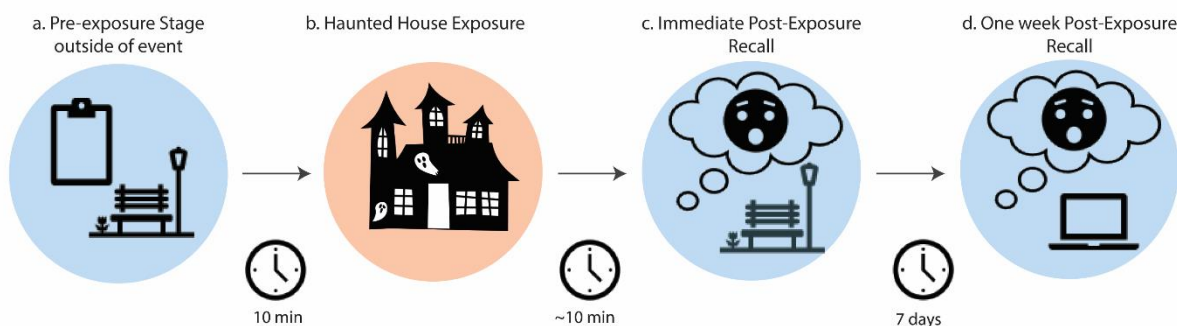 a. Pre-exposure Stage
outside of event
b. Haunted House Exposure
c. Immediate Post-Exposure
Recall
d. One week Post-Exposure
Recall
10 min
~10 min
7 days